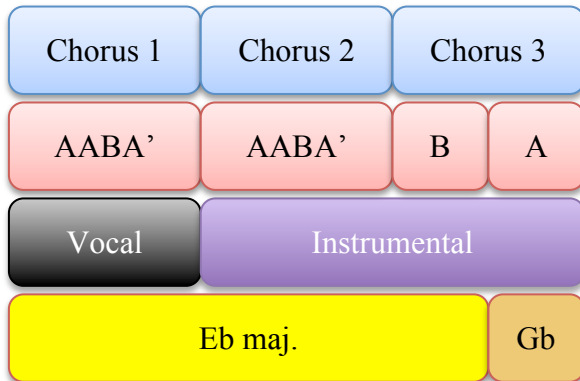 Chorus 1 Chorus 2 Chorus 3
AABA’ AABA’ B A
Vocal Instrumental
Eb maj. Gb